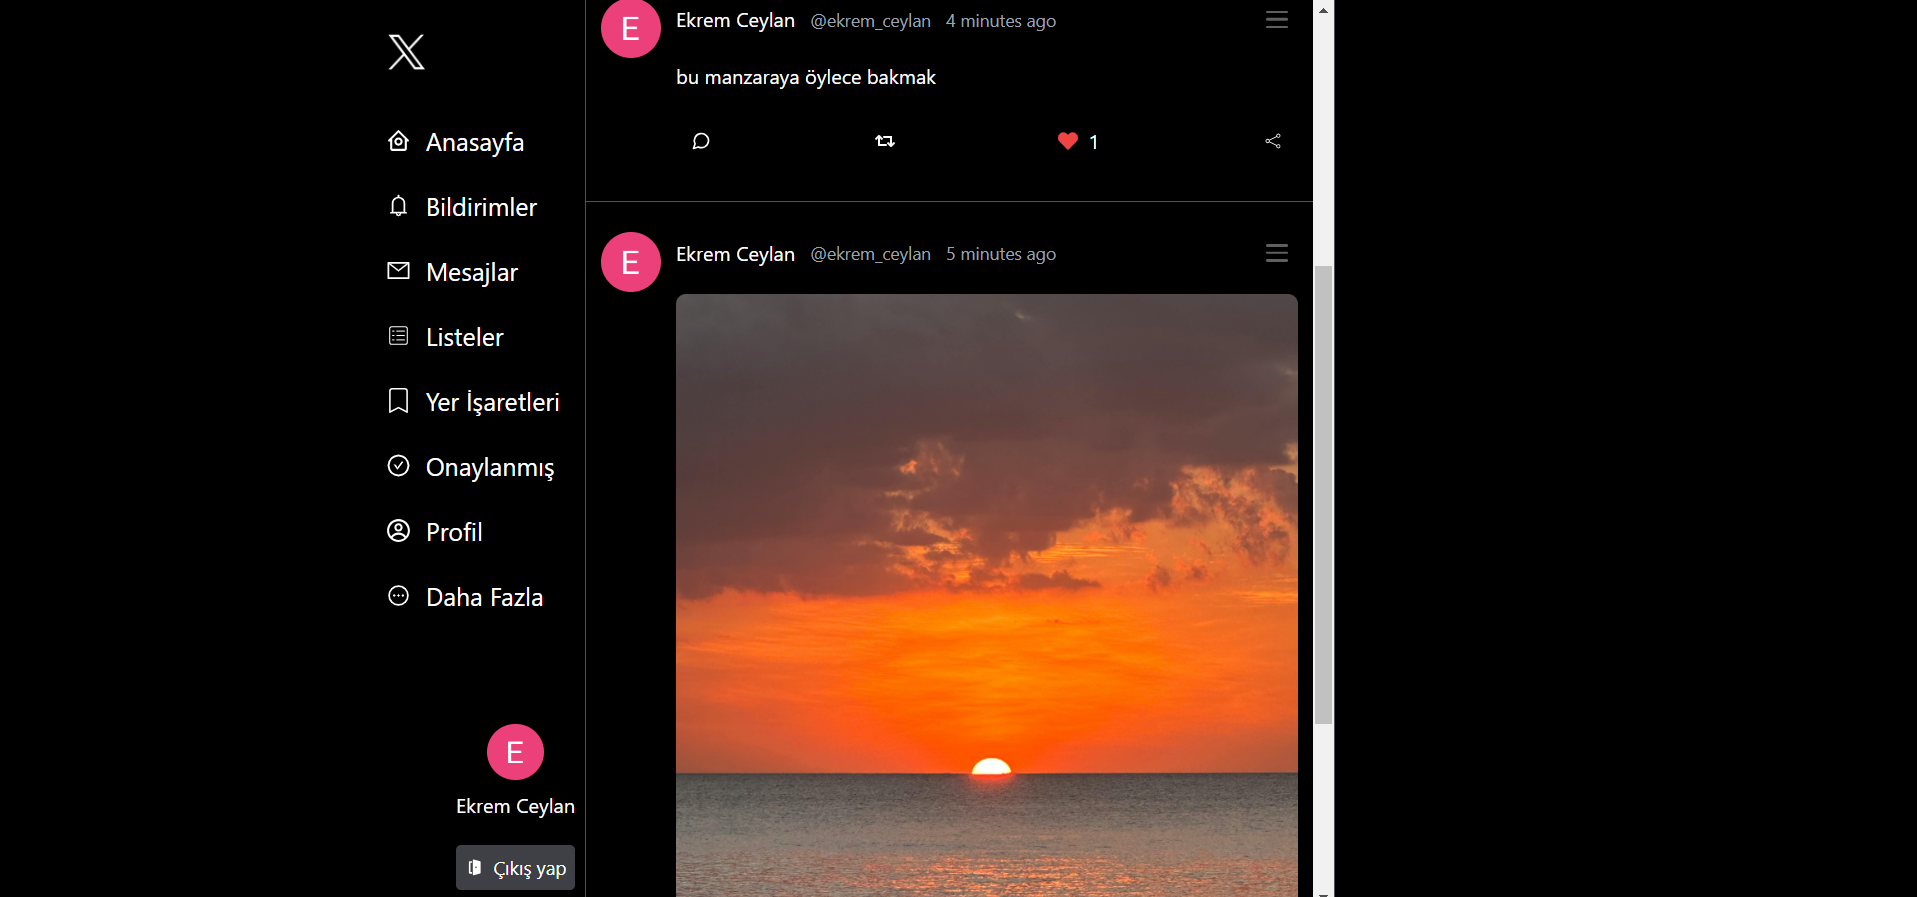 Anasayfa
Bildirimler
Mesajlar
Listeler
Yer İşaretleri
Onaylanmış
Profil
Daha Fazla
E
Ekrem Ceylan
Çıkış yap
E
Ekrem Ceylan @ekrem_ceylan 4 minutes ago
bu manzaraya öylece bakmak
1
E
Ekrem Ceylan @ekrem_ceylan 5 minutes ago